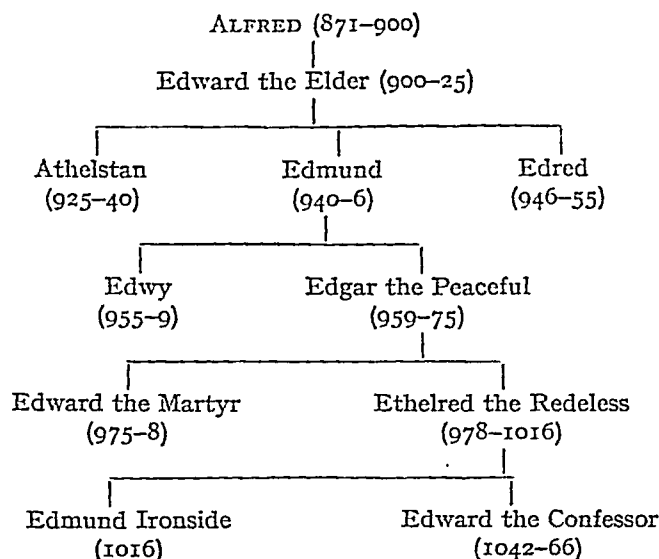 ALFRED (871–900)
Edward the Elder (900–25)
Athelstan Edmund Edred
(925–40) (940–6) (946–55)
Edwy Edgar the Peaceful
(955–9) (959–75)
Edward the Martyr Ethelred the Redeless
(975–8) (978–1016)
Edmund Ironside Edward the Confessor
(1016) (1042–66)